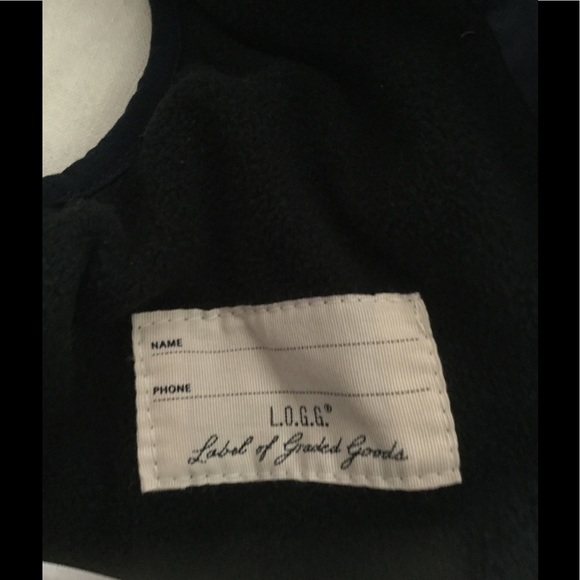 NAME
PHONE
L.O.G.G.®
Label of Graded Goods